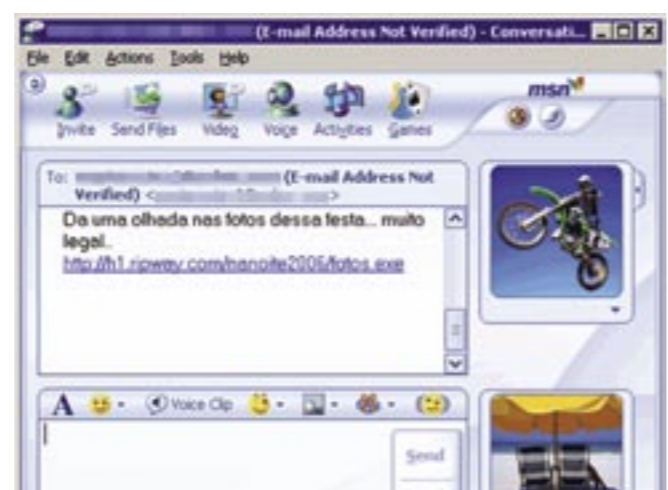 (E-mail Address Not Verified) - Conversati...
File Edit Actions Tools Help
Invite Send Files Video Voice Activities Games
msn
To: (E-mail Address Not
Verified) < >
Da uma olhada nas fotos dessa festa... muito
legal..
http://h1.ripway.com/nanoite2006/fotos.exe
A Voice Clip
Send